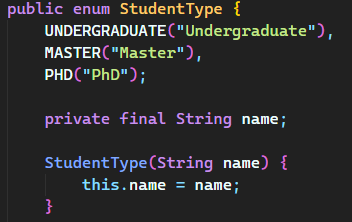 public enum StudentType {
    UNDERGRADUATE("Undergraduate"),
    MASTER("Master"),
    PHD("PhD");

    private final String name;

    StudentType(String name) {
        this.name = name;
    }